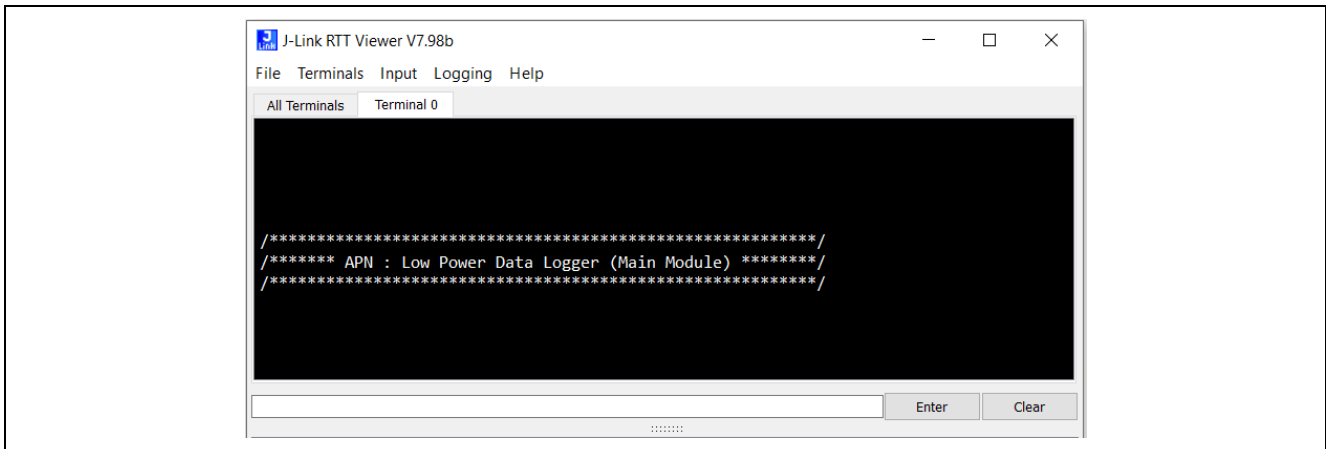 J-Link RTT Viewer V7.98b
File Terminals Input Logging Help
All Terminals Terminal 0
/**********************************************************/
/******* APN : Low Power Data Logger (Main Module) ********/
/**********************************************************/
Enter Clear